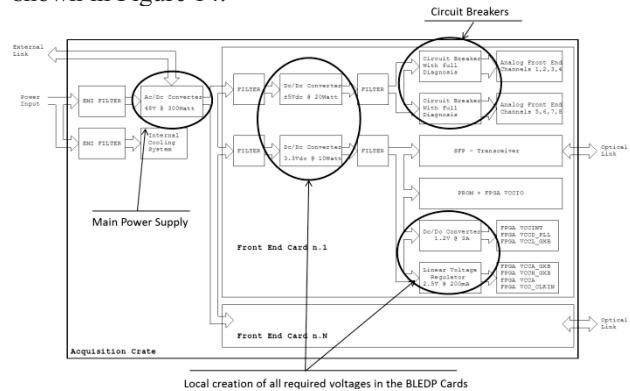 shown in Figure 14.
Circuit Breakers
External
Link
Power
Input
EMI FILTER
EMI FILTER
Ac/Dc Converter
48V @ 300Watt
Internal
Cooling
System
Main Power Supply
FILTER
FILTER
Dc/Dc Converter
±5Vdc @ 20Watt
Dc/Dc Converter
3.3Vdc @ 10Watt
FILTER
FILTER
Circuit Breaker
With full
Diagnosis
Analog Front End
Channels 1,2,3,4
Circuit Breaker
With Full
Diagnosis
Analog Front End
Channels 5,6,7,8
SFP - Transceiver
Optical
Link
PROM + FPGA VCCIO
Dc/Dc Converter
1.2V @ 3A
FPGA VCCINT
FPGA VCCD_PLL
FPGA VCCL_GXB
Linear Voltage
Regulator
2.5V @ 200mA
FPGA VCCA_GXB
FPGA VCCH_GXB
FPGA VCCA
FPGA VCC_CLKIN
Front End Card n.1
Front End Card n.N
Optical
Link
Acquisition Crate
Local creation of all required voltages in the BLEDP Cards